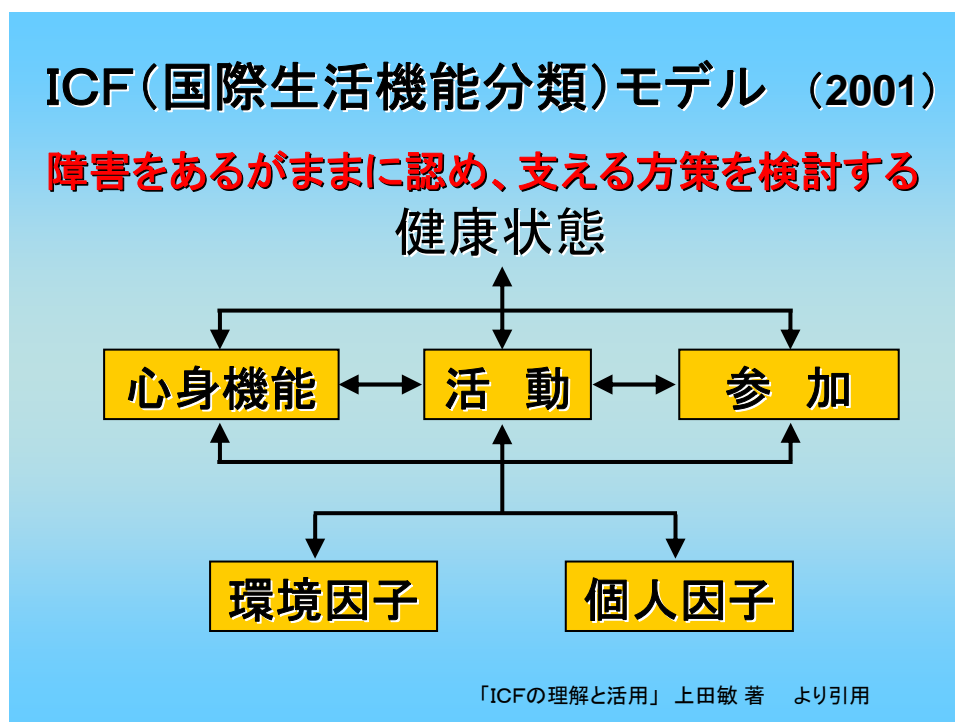 ICF（国際生活機能分類）モデル （2001）
障害をあるがままに認め、支える方策を検討する
健康状態
心身機能 活　動 参　加
環境因子 個人因子
「ICFの理解と活用」 上田敏 著　より引用